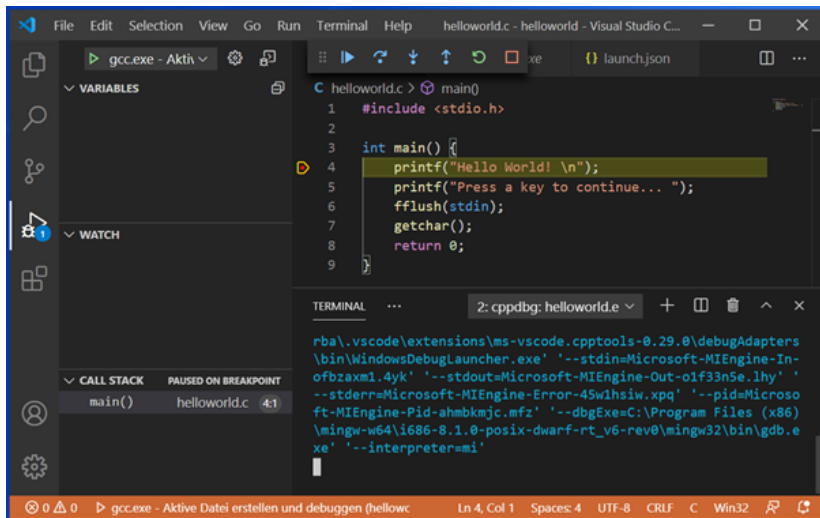 File Edit Selection View Go Run Terminal Help helloworld.c - helloworld - Visual Studio C...
gcc.exe - Aktiv
xe
{} launch.json
VARIABLES
C helloworld.c > main()
1 #include <stdio.h>
2
3 int main() {
4 printf("Hello World! \n");
5 printf("Press a key to continue... ");
6 fflush(stdin);
7 getchar();
8 return 0;
9 }
1
WATCH
TERMINAL ... 2: cppdbg: helloworld.e
rba\.vscode\extensions\ms-vscode.cpptools-0.29.0\debugAdapters
\bin\WindowsDebugLauncher.exe' '--stdin=Microsoft-MIEngine-In-
ofbzaxm1.4yk' '--stdout=Microsoft-MIEngine-Out-o1f33n5e.lhy' '
--stderr=Microsoft-MIEngine-Error-45w1hsiw.xpq' '--pid=Microso
ft-MIEngine-Pid-ahmbkmjc.mfz' '--dbgExe=C:\Program Files (x86)
\mingw-w64\i686-8.1.0-posix-dwarf-rt_v6-rev0\mingw32\bin\gdb.e
xe' '--interpreter=mi'
CALL STACK PAUSED ON BREAKPOINT
main() helloworld.c 4:1
0 0 gcc.exe - Aktive Datei erstellen und debuggen (hellowc Ln 4, Col 1 Spaces: 4 UTF-8 CRLF C Win32